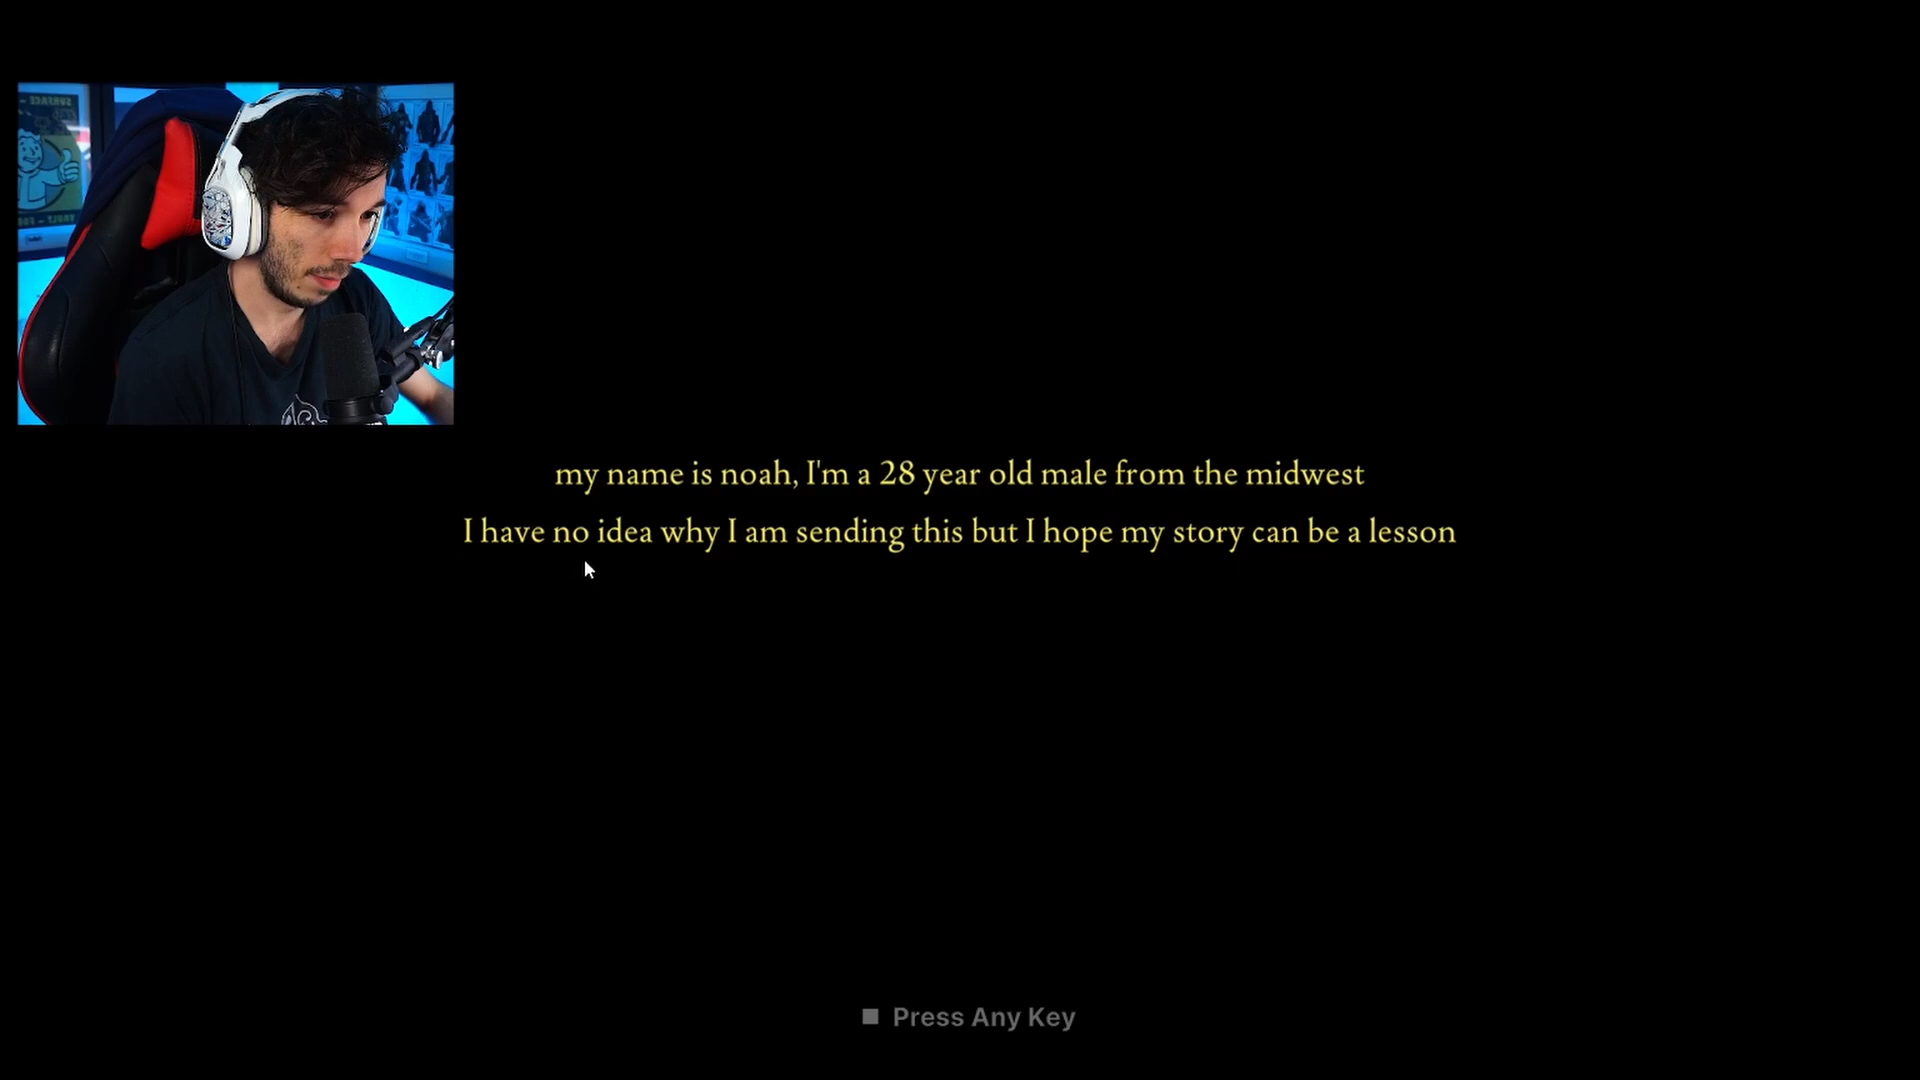 my name is noah, I'm a 28 year old male from the midwest
I have no idea why I am sending this but I hope my story can be a lesson
Press Any Key